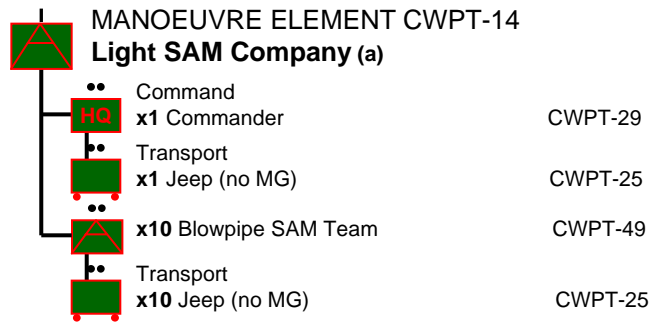 MANOEUVRE ELEMENT CWPT-14
Light SAM Company (a)
Command
HQ x1 Commander CWPT-29
Transport
x1 Jeep (no MG) CWPT-25
x10 Blowpipe SAM Team CWPT-49
Transport
x10 Jeep (no MG) CWPT-25